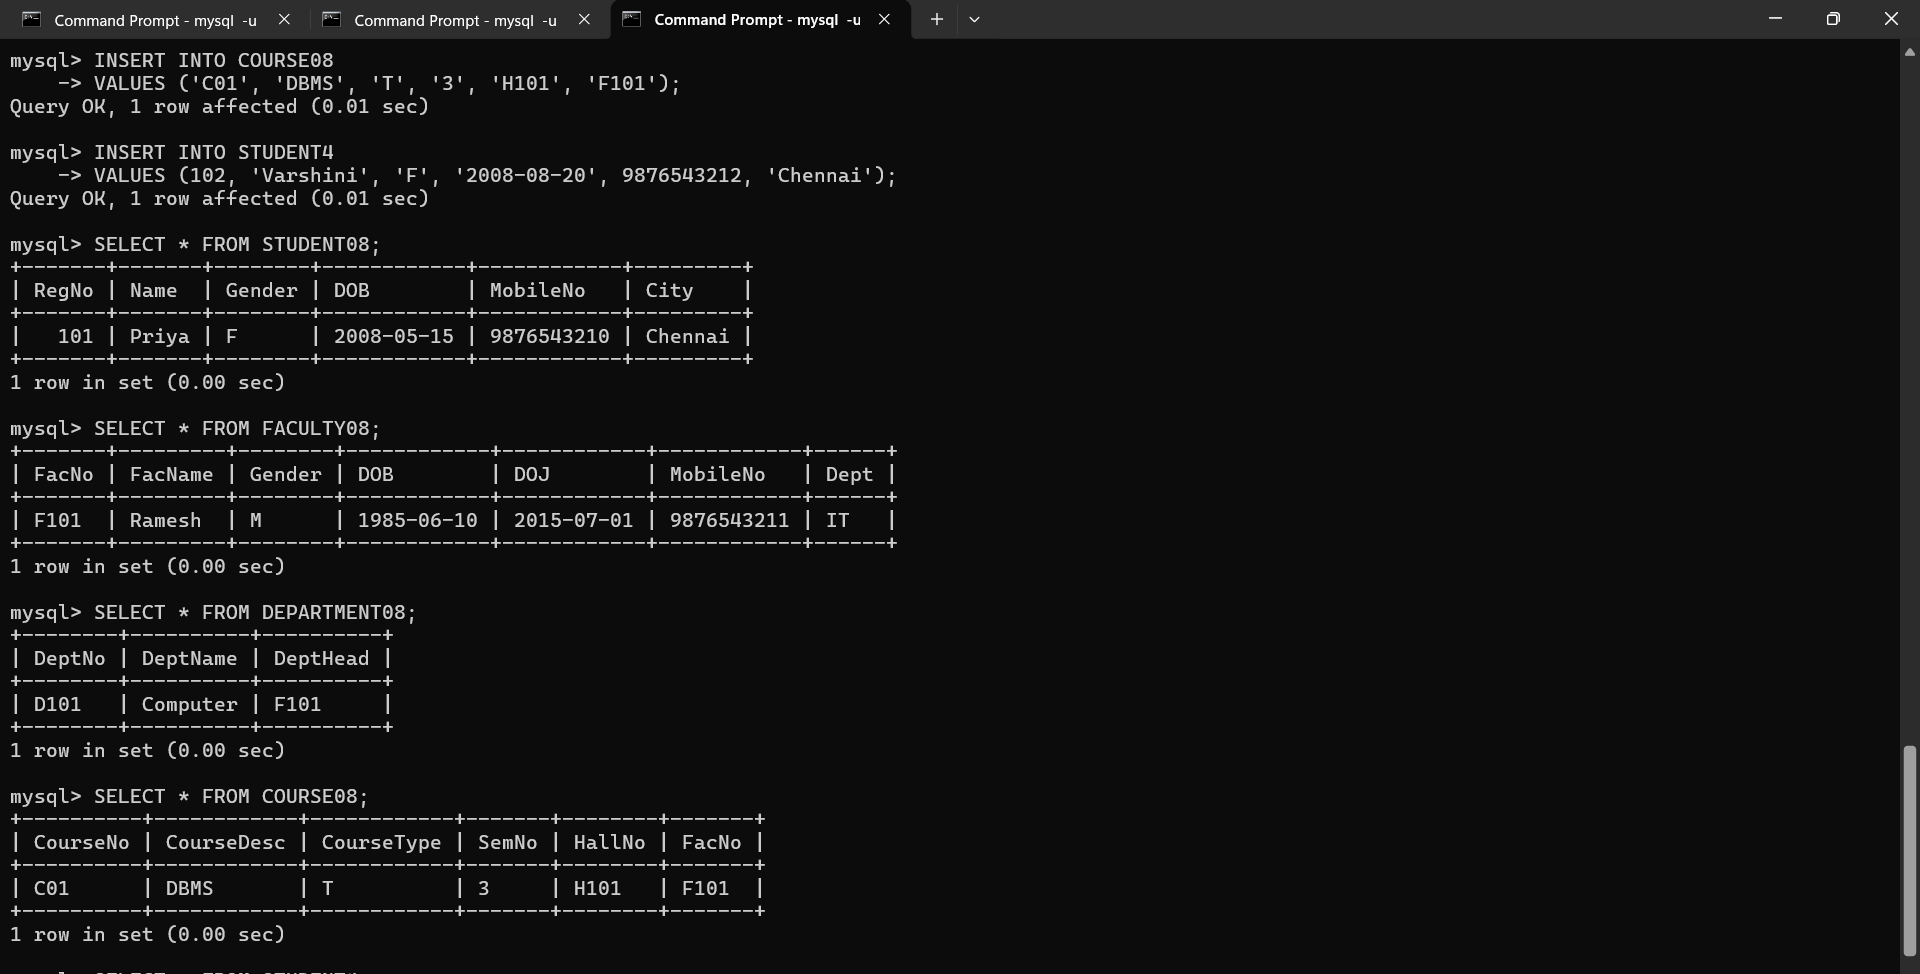 Command Prompt - mysql -u
Command Prompt - mysql -u
Command Prompt - mysql -u
mysql> INSERT INTO COURSE08
    -> VALUES ('C01', 'DBMS', 'T', '3', 'H101', 'F101');
Query OK, 1 row affected (0.01 sec)
mysql> INSERT INTO STUDENT4
    -> VALUES (102, 'Varshini', 'F', '2008-08-20', 9876543212, 'Chennai');
Query OK, 1 row affected (0.01 sec)
mysql> SELECT * FROM STUDENT08;
+-------+-------+--------+------------+------------+---------+
| RegNo | Name  | Gender | DOB        | MobileNo   | City    |
+-------+-------+--------+------------+------------+---------+
|   101 | Priya | F      | 2008-05-15 | 9876543210 | Chennai |
+-------+-------+--------+------------+------------+---------+
1 row in set (0.00 sec)
mysql> SELECT * FROM FACULTY08;
+-------+---------+--------+------------+------------+------------+------+
| FacNo | FacName | Gender | DOB        | DOJ        | MobileNo   | Dept |
+-------+---------+--------+------------+------------+------------+------+
| F101  | Ramesh  | M      | 1985-06-10 | 2015-07-01 | 9876543211 | IT   |
+-------+---------+--------+------------+------------+------------+------+
1 row in set (0.00 sec)
mysql> SELECT * FROM DEPARTMENT08;
+--------+----------+----------+
| DeptNo | DeptName | DeptHead |
+--------+----------+----------+
| D101   | Computer | F101     |
+--------+----------+----------+
1 row in set (0.00 sec)
mysql> SELECT * FROM COURSE08;
+----------+------------+------------+-------+--------+-------+
| CourseNo | CourseDesc | CourseType | SemNo | HallNo | FacNo |
+----------+------------+------------+-------+--------+-------+
| C01      | DBMS       | T          | 3     | H101   | F101  |
+----------+------------+------------+-------+--------+-------+
1 row in set (0.00 sec)